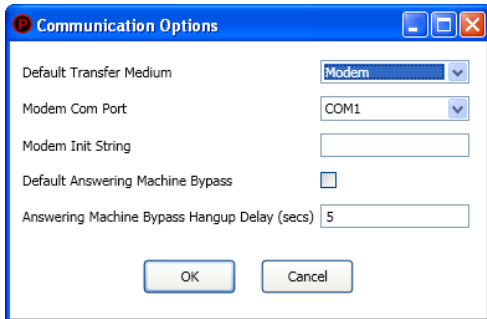 P Communication Options
Default Transfer Medium Modem
Modem Com Port COM1
Modem Init String
Default Answering Machine Bypass
Answering Machine Bypass Hangup Delay (secs) 5
OK Cancel